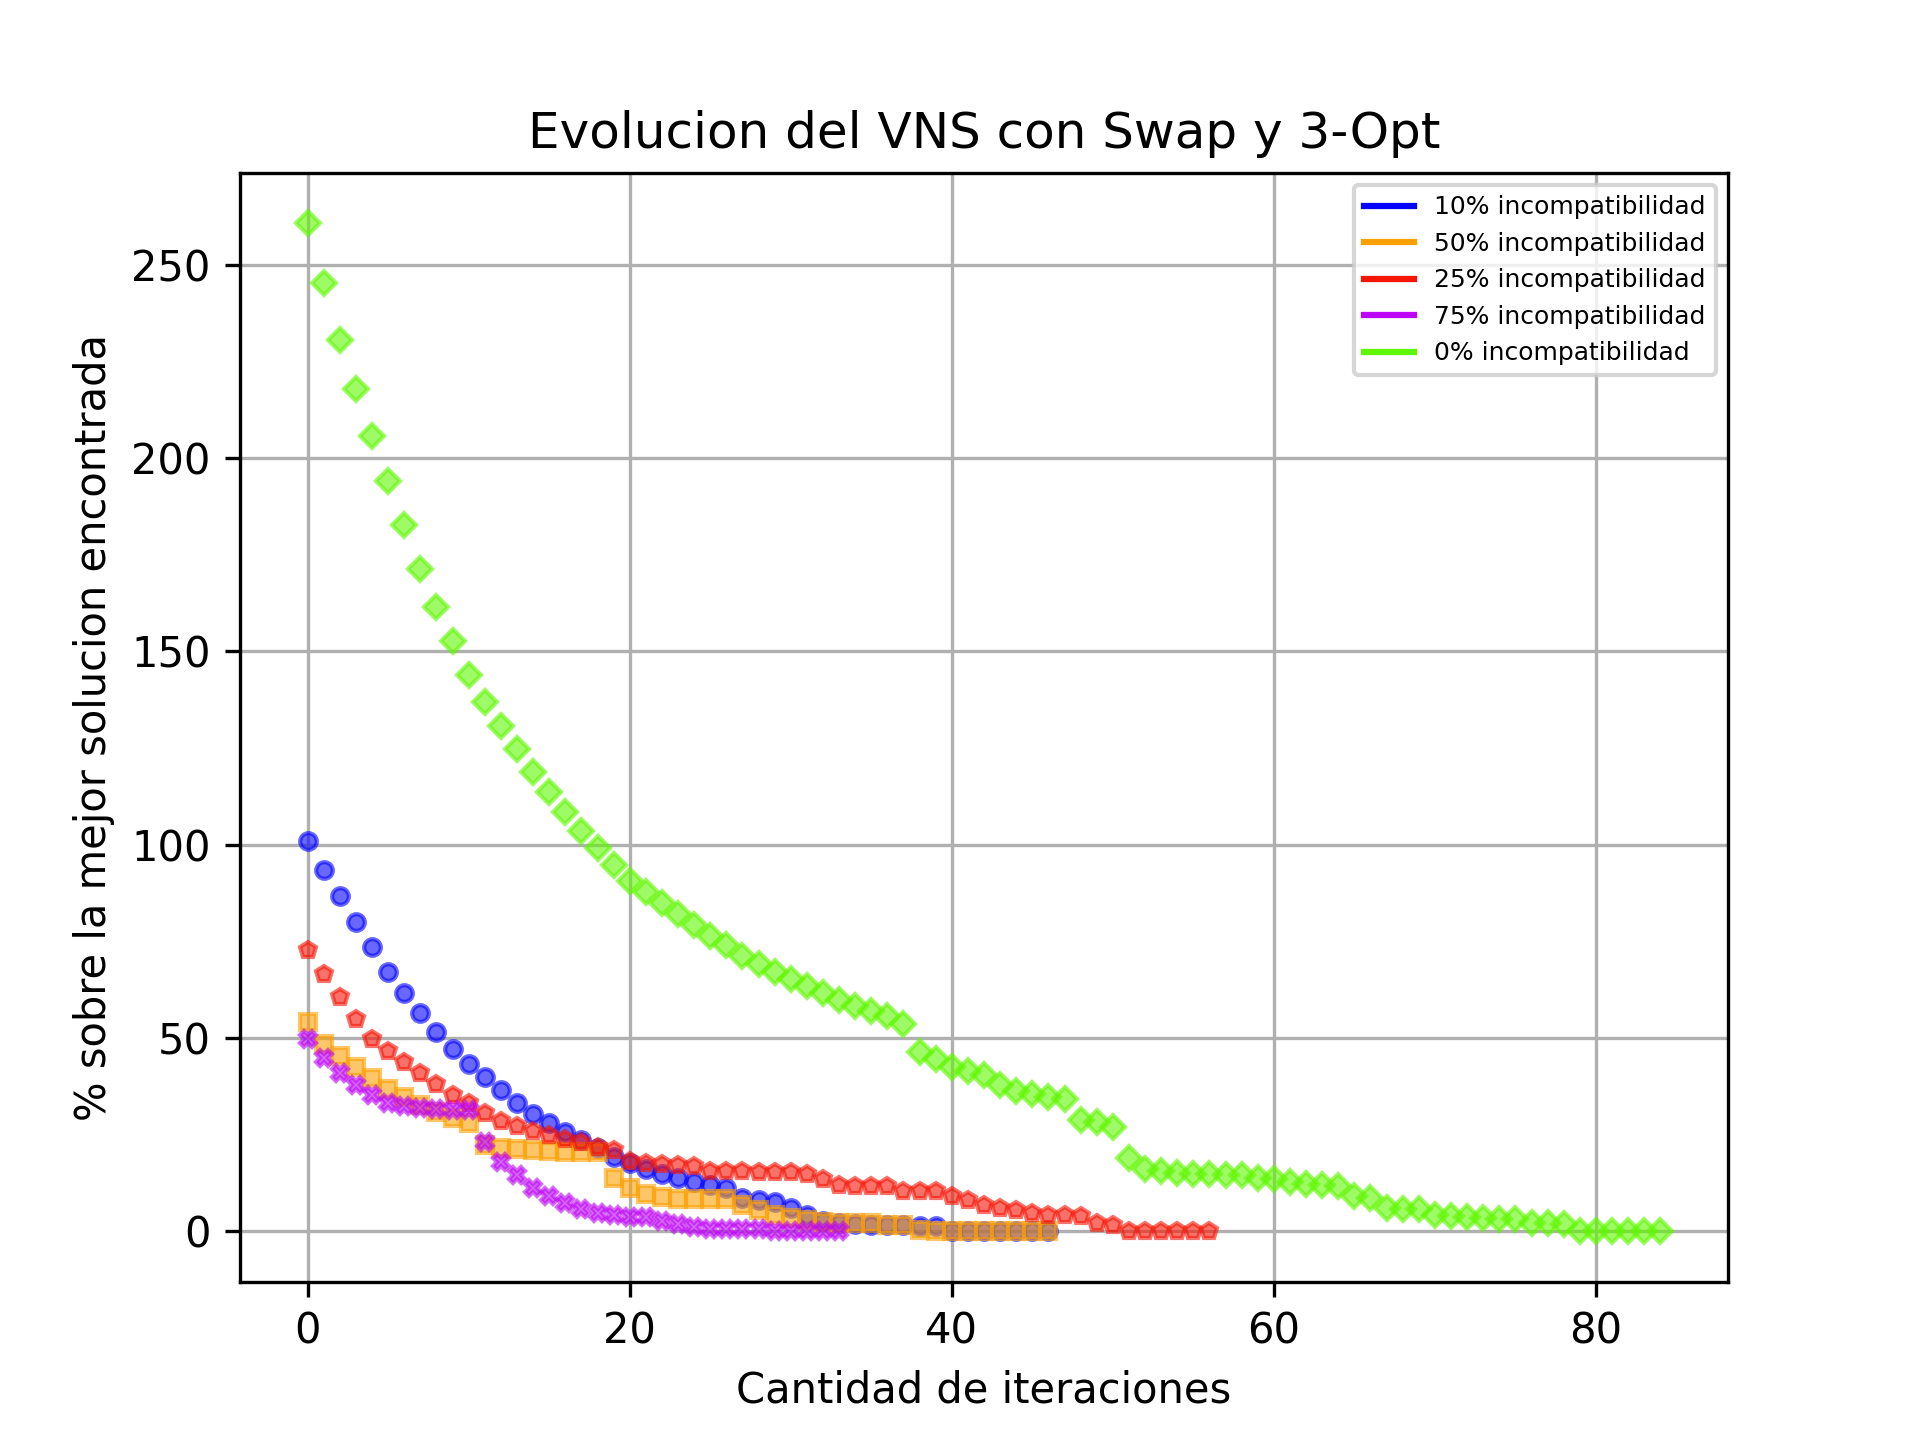 Evolucion del VNS con Swap y 3-Opt
10% incompatibilidad
50% incompatibilidad
25% incompatibilidad
75% incompatibilidad
0% incompatibilidad
% sobre la mejor solucion encontrada
250
200
150
100
50
0
0 20 40 60 80
Cantidad de iteraciones